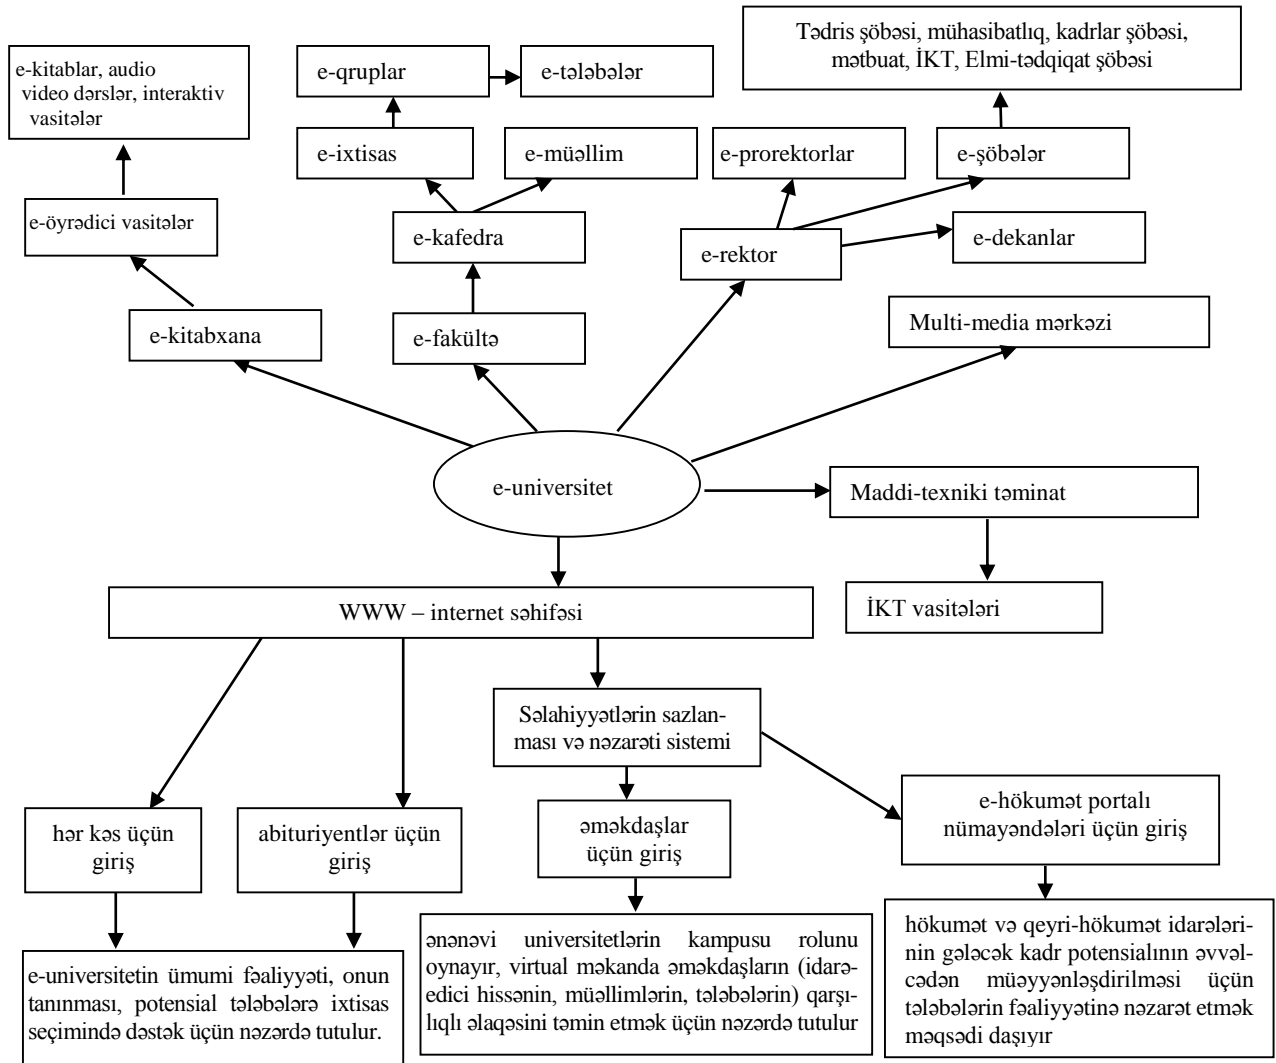 Tədris şöbəsi, mühasibatlıq, kadrlar şöbəsi,
mətbuat, İKT, Elmi-tədqiqat şöbəsi
e-kitablar, audio
video dərslər, interaktiv
vasitələr
e-qruplar
e-tələbələr
e-ixtisas
e-müəllim
e-prorektorlar
e-şöbələr
e-öyrədici vasitələr
e-kafedra
e-rektor
e-dekanlar
e-kitabxana
e-fakültə
Multi-media mərkəzi
e-universitet
Maddi-texniki təminat
İKT vasitələri
WWW – internet səhifəsi
Səlahiyyətlərin sazlan-
ması və nəzarəti sistemi
hər kəs üçün
giriş
abituriyentlər üçün
giriş
əməkdaşlar
üçün giriş
e-hökumət portalı
nümayəndələri üçün giriş
e-universitetin ümumi fəaliyyəti, onun
tanınması, potensial tələbələrə ixtisas
seçimində dəstək üçün nəzərdə tutulur.
ənənəvi universitetlərin kampusu rolunu
oynayır, virtual məkanda əməkdaşların (idarə-
edici hissənin, müəllimlərin, tələbələrin) qarşı-
lıqlı əlaqəsini təmin etmək üçün nəzərdə tutulur
hökumət və qeyri-hökumət idarələri-
nin gələcək kadr potensialının əvvəl-
cədən müəyyənləşdirilməsi üçün
tələbələrin fəaliyyətinə nəzarət etmək
məqsədi daşıyır